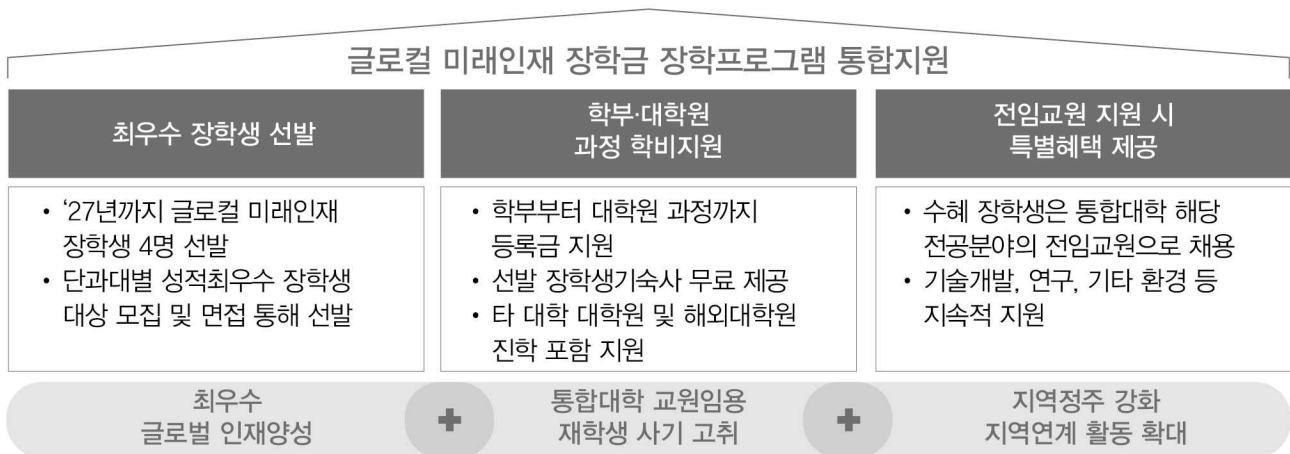 글로컬 미래인재 장학금 장학프로그램 통합지원
최우수 장학생 선발
• ‘27년까지 글로컬 미래인재
장학생 4명 선발
• 단과대별 성적최우수 장학생
대상 모집 및 면접 통해 선발
학부·대학원
과정 학비지원
• 학부부터 대학원 과정까지
등록금 지원
• 선발 장학생기숙사 무료 제공
• 타 대학 대학원 및 해외대학원
진학 포함 지원
전임교원 지원 시
특별혜택 제공
• 수혜 장학생은 통합대학 해당
전공분야의 전임교원으로 채용
• 기술개발, 연구, 기타 환경 등
지속적 지원
최우수
글로벌 인재양성
+
통합대학 교원임용
재학생 사기 고취
+
지역정주 강화
지역연계 활동 확대